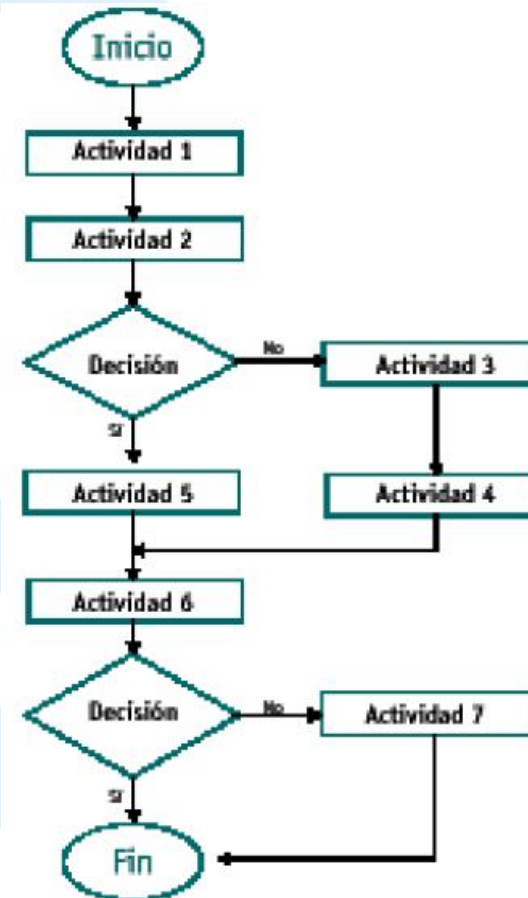 Inicio
Actividad 1
Actividad 2
Decisión
No
Actividad 3
Sí
Actividad 5
Actividad 4
Actividad 6
Decisión
No
Actividad 7
Sí
Fin